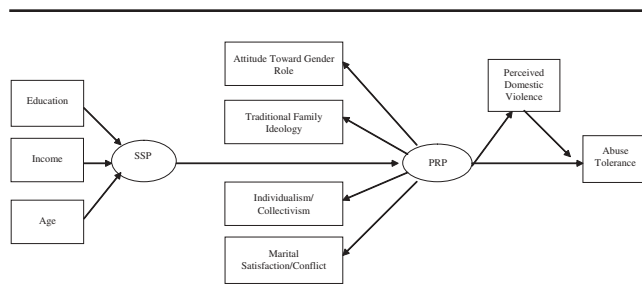 Education
Income
Age
SSP
Attitude Toward Gender
Role
Traditional Family
Ideology
Individualism/
Collectivism
Marital
Satisfaction/Conflict
PRP
Perceived
Domestic
Violence
Abuse
Tolerance